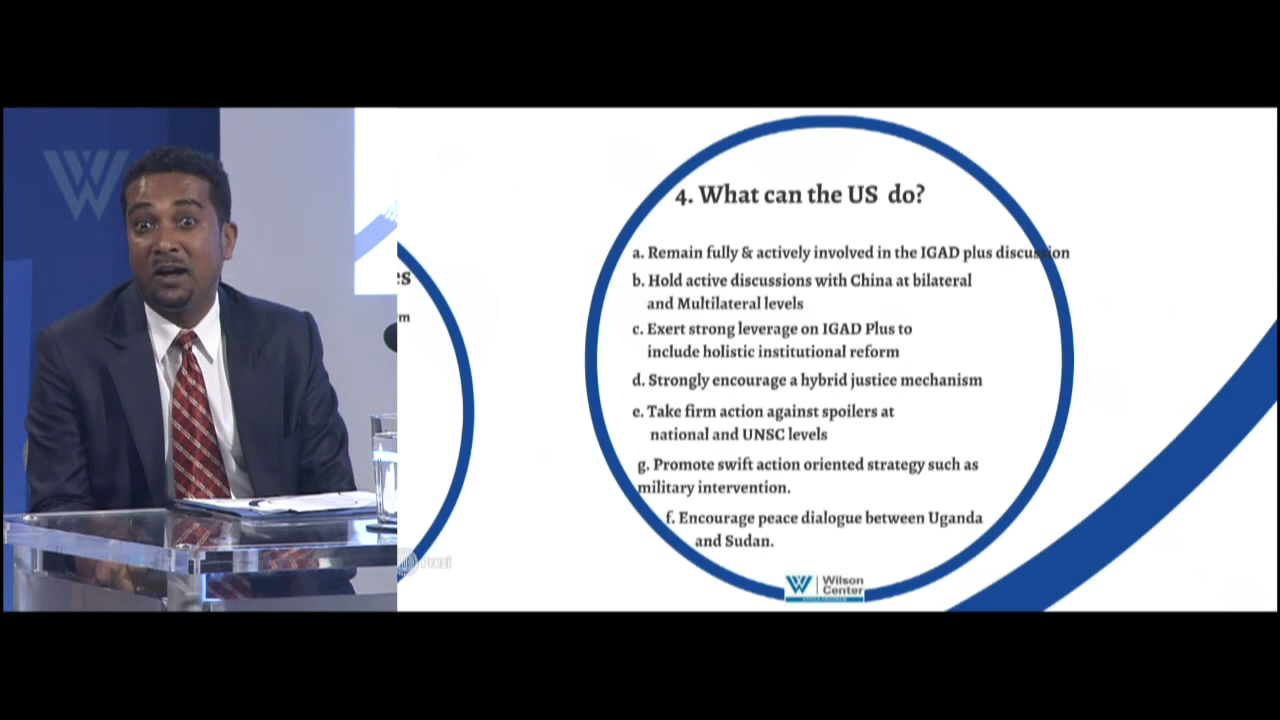 W
4. What can the US do?
a. Remain fully & actively involved in the IGAD plus discussion
b. Hold active discussions with China at bilateral
and Multilateral levels
c. Exert strong leverage on IGAD Plus to
include holistic institutional reform
d. Strongly encourage a hybrid justice mechanism
e. Take firm action against spoilers at
national and UNSC levels
g. Promote swift action oriented strategy such as
military intervention.
f. Encourage peace dialogue between Uganda
and Sudan.
Prezi
W Wilson
Center